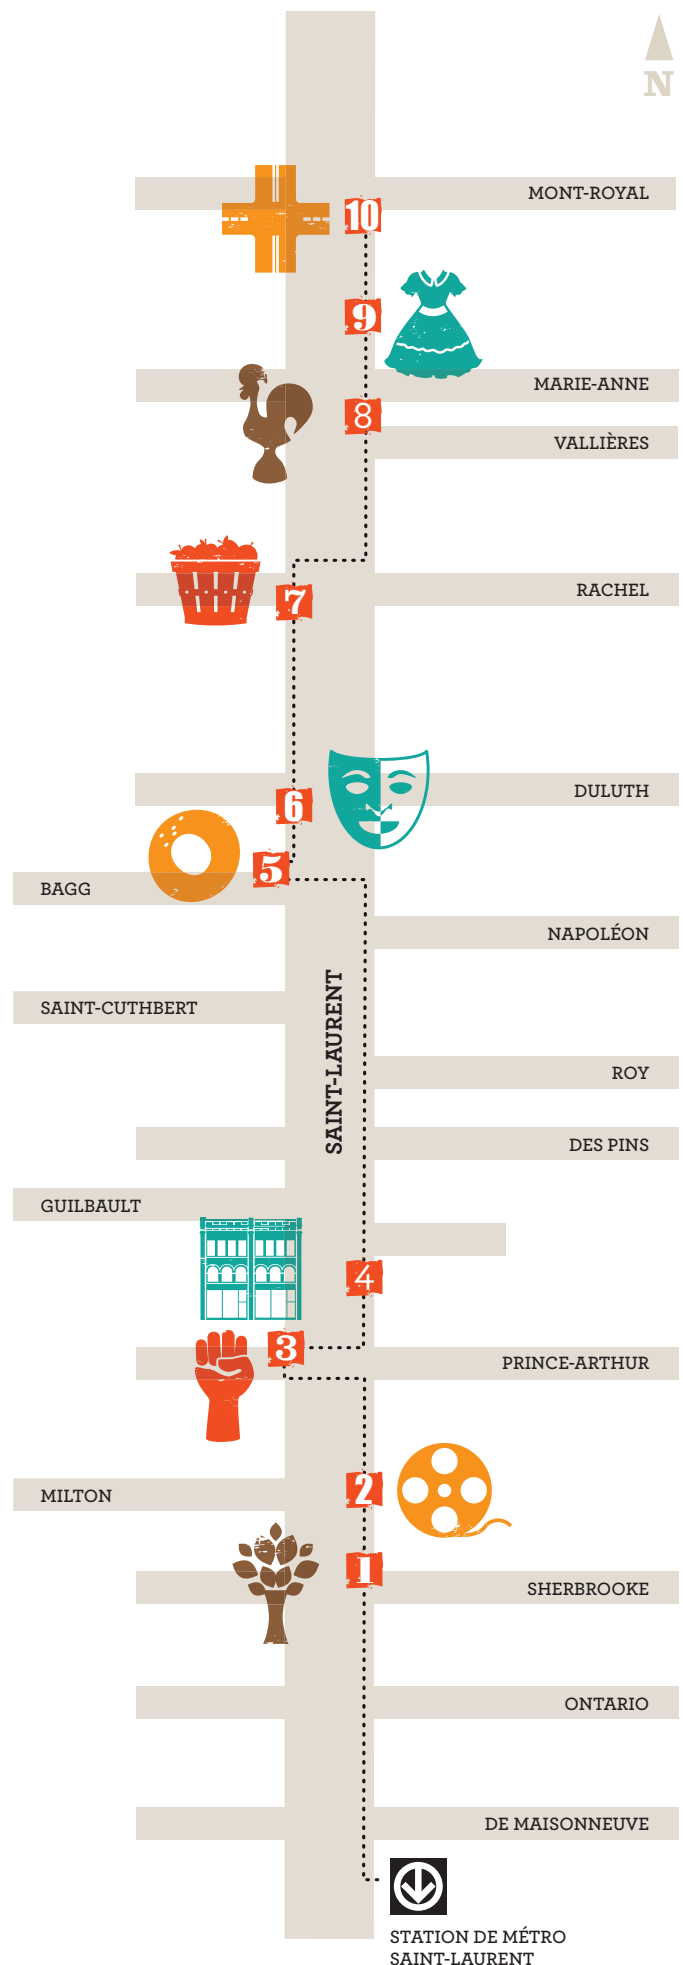 N
MONT-ROYAL
10
9
MARIE-ANNE
8
VALLIÈRES
RACHEL
7
DULUTH
6
5
BAGG
NAPOLÉON
SAINT-CUTHBERT
SAINT-LAURENT
ROY
DES PINS
GUILBAULT
4
3
PRINCE-ARTHUR
2
MILTON
1
SHERBROOKE
ONTARIO
DE MAISONNEUVE
STATION DE MÉTRO
SAINT-LAURENT